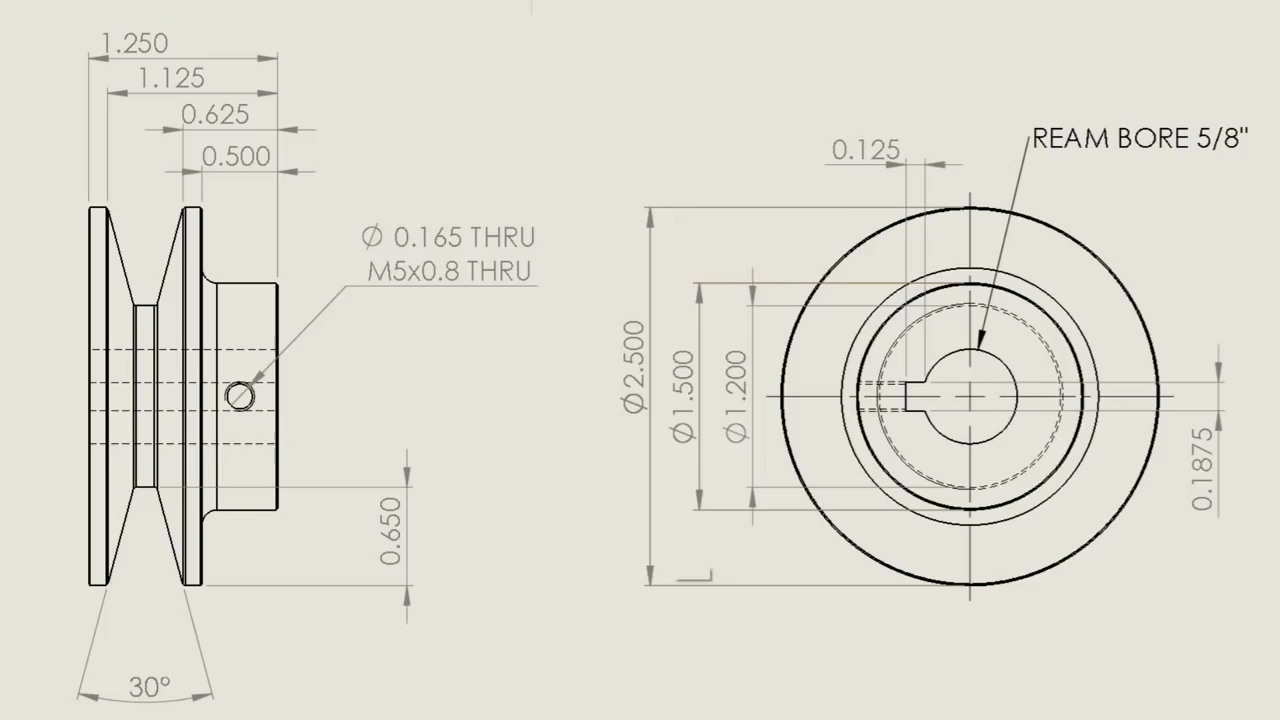 1.250
1.125
0.625
0.500
Ø 0.165 THRU
M5x0.8 THRU
0.650
30°
0.125
REAM BORE 5/8"
Ø2.500
Ø1.500
Ø1.200
0.1875